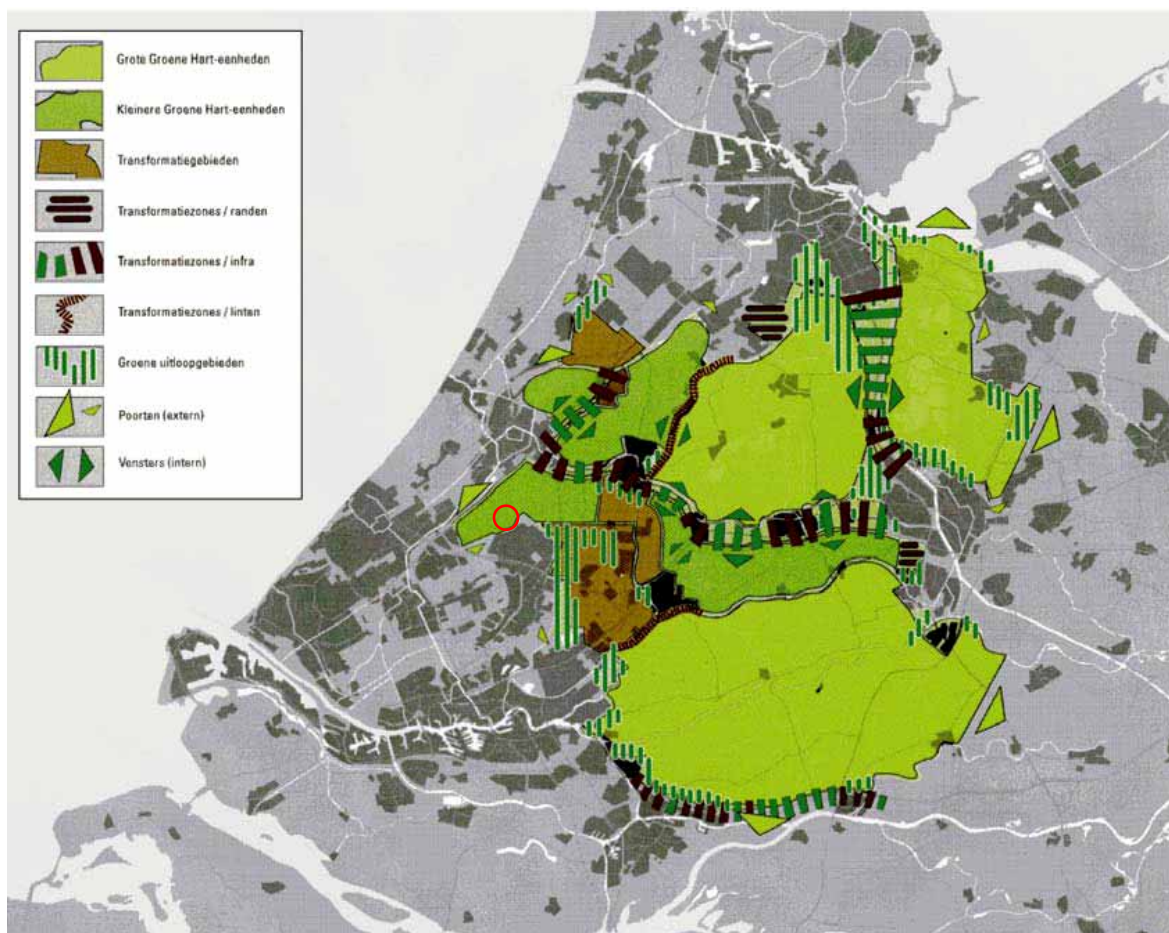 Grote Groene Hart-eenheden
Kleinere Groene Hart-eenheden
Transformatiegebieden
Transformatiezones / randen
Transformatiezones / infra
Transformatiezones / linten
Groene uitloopgebieden
Poorten (extern)
Vensters (intern)